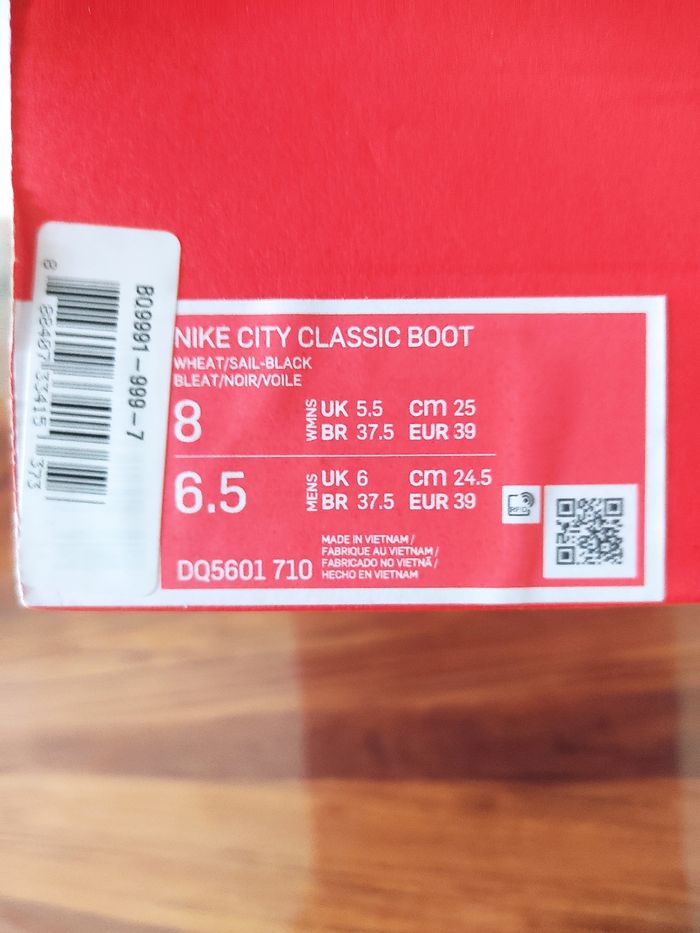 NIKE CITY CLASSIC BOOT
WHEAT/SAIL-BLACK
BLEAT/NOIR/VOILE
8 WMNS UK 5.5 cm 25
BR 37.5 EUR 39
6.5 MENS UK 6 cm 24.5
BR 37.5 EUR 39
DQ5601 710
MADE IN VIETNAM /
FABRIQUE AU VIETNAM /
FABRICADO NO VIETNÃ /
HECHO EN VIETNAM
RFID
809991-999-7
373